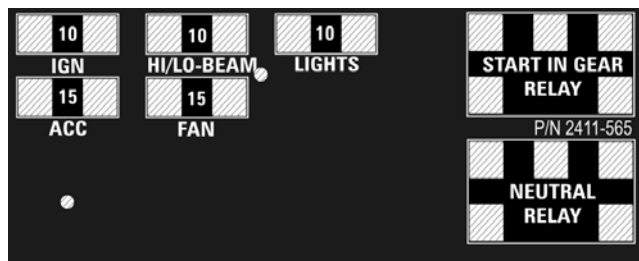 10 10 10
IGN HI/LO-BEAM LIGHTS
15 15
ACC FAN
START IN GEAR
RELAY
P/N 2411-565
NEUTRAL
RELAY